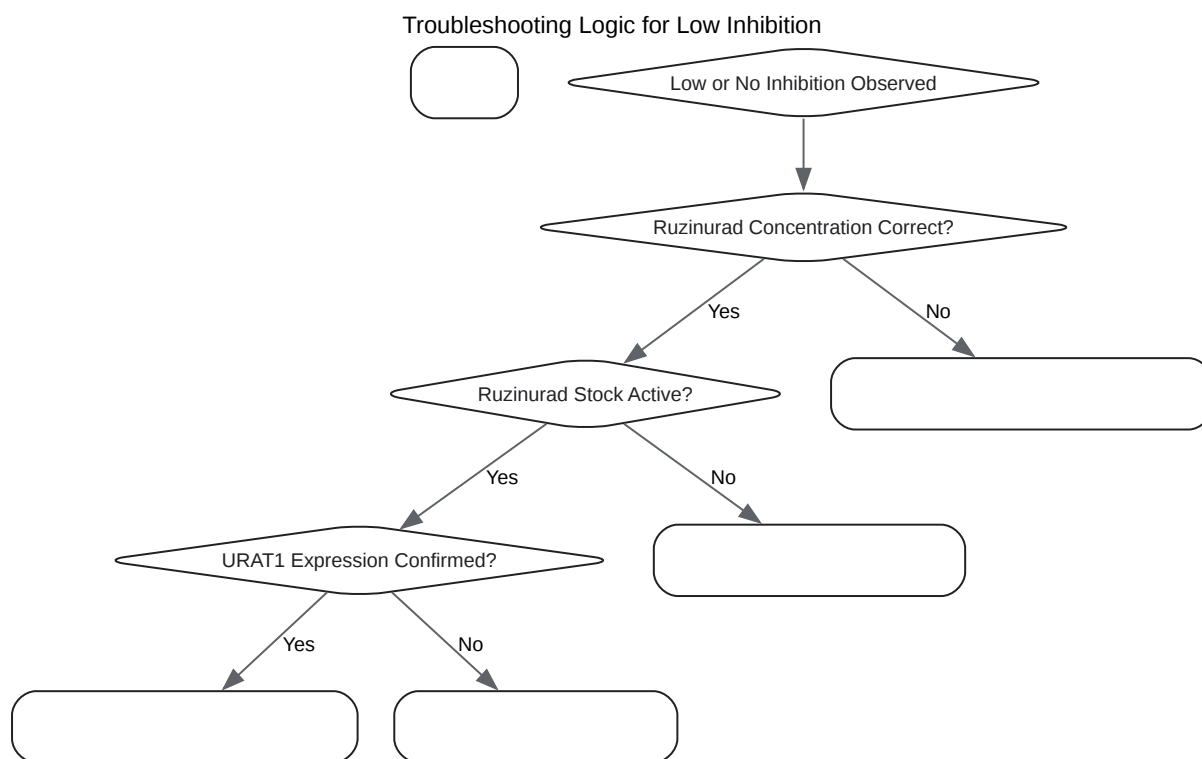 Troubleshooting Logic for Low Inhibition
Low or No Inhibition Observed
Ruzinurad Concentration Correct?
Yes
No
Ruzinurad Stock Active?
Yes
No
URAT1 Expression Confirmed?
Yes
No